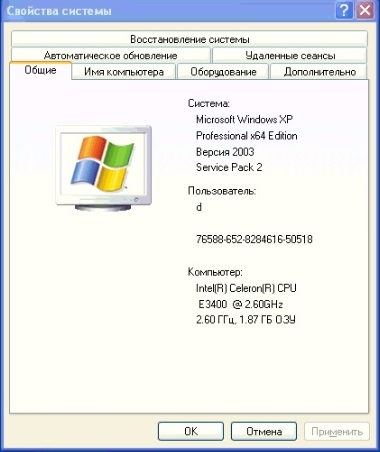 Свойства системы
Восстановление системы
Автоматическое обновление
Удаленные сеансы
Общие
Имя компьютера
Оборудование
Дополнительно
Система:
Microsoft Windows XP
Professional x64 Edition
Версия 2003
Service Pack 2
Пользователь:
d
76588-652-8284616-50518
Компьютер:
Intel(R) Celeron(R) CPU
E3400 @ 2.60GHz
2.60 ГГц, 1.87 ГБ ОЗУ
OK
Отмена
Применить